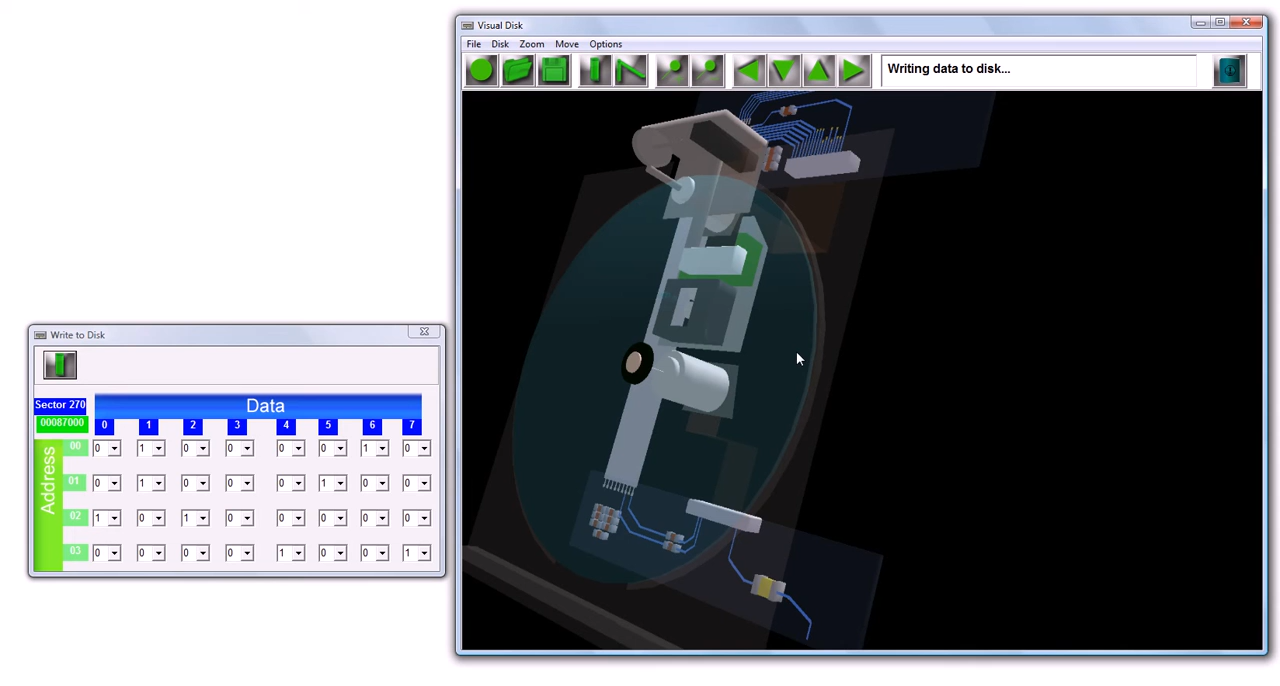 Visual Disk
File Disk Zoom Move Options
Writing data to disk...
Write to Disk
Sector 270 Data
00087000 0 1 2 3 4 5 6 7
Address
00 0 1 0 0 0 0 1 0
01 0 1 0 0 0 1 0 0
02 1 0 1 0 0 0 0 0
03 0 0 0 0 1 0 0 1